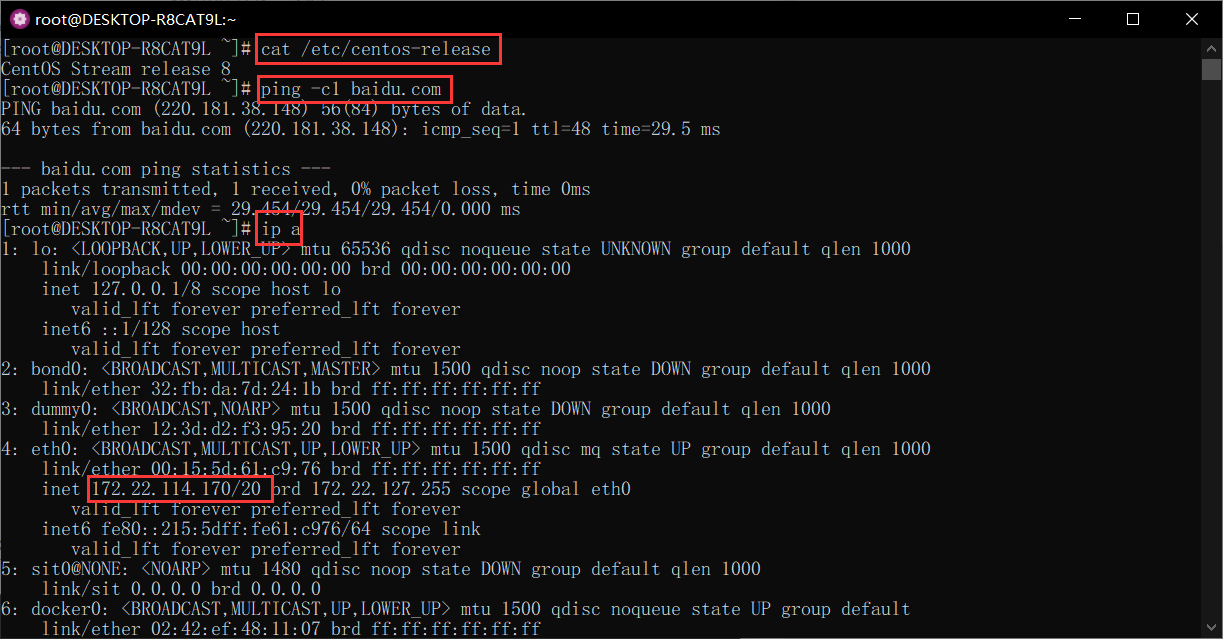 root@DESKTOP-R8CAT9L:~
[root@DESKTOP-R8CAT9L ~]# cat /etc/centos-release
CentOS Stream release 8
[root@DESKTOP-R8CAT9L ~]# ping -c1 baidu.com
PING baidu.com (220.181.38.148) 56(84) bytes of data.
64 bytes from baidu.com (220.181.38.148): icmp_seq=1 ttl=48 time=29.5 ms
--- baidu.com ping statistics ---
1 packets transmitted, 1 received, 0% packet loss, time 0ms
rtt min/avg/max/mdev = 29.454/29.454/29.454/0.000 ms
[root@DESKTOP-R8CAT9L ~]# ip a
1: lo: <LOOPBACK,UP,LOWER_UP> mtu 65536 qdisc noqueue state UNKNOWN group default qlen 1000
link/loopback 00:00:00:00:00:00 brd 00:00:00:00:00:00
inet 127.0.0.1/8 scope host lo
valid_lft forever preferred_lft forever
inet6 ::1/128 scope host
valid_lft forever preferred_lft forever
2: bond0: <BROADCAST,MULTICAST,MASTER> mtu 1500 qdisc noop state DOWN group default qlen 1000
link/ether 32:fb:da:7d:24:1b brd ff:ff:ff:ff:ff:ff
3: dummy0: <BROADCAST,NOARP> mtu 1500 qdisc noop state DOWN group default qlen 1000
link/ether 12:3d:d2:f3:95:20 brd ff:ff:ff:ff:ff:ff
4: eth0: <BROADCAST,MULTICAST,UP,LOWER_UP> mtu 1500 qdisc mq state UP group default qlen 1000
link/ether 00:15:5d:61:c9:76 brd ff:ff:ff:ff:ff:ff
inet 172.22.114.170/20 brd 172.22.127.255 scope global eth0
valid_lft forever preferred_lft forever
inet6 fe80::215:5dff:fe61:c976/64 scope link
valid_lft forever preferred_lft forever
5: sit0@NONE: <NOARP> mtu 1480 qdisc noop state DOWN group default qlen 1000
link/sit 0.0.0.0 brd 0.0.0.0
6: docker0: <BROADCAST,MULTICAST,UP,LOWER_UP> mtu 1500 qdisc noqueue state UP group default
link/ether 02:42:ef:48:11:07 brd ff:ff:ff:ff:ff:ff